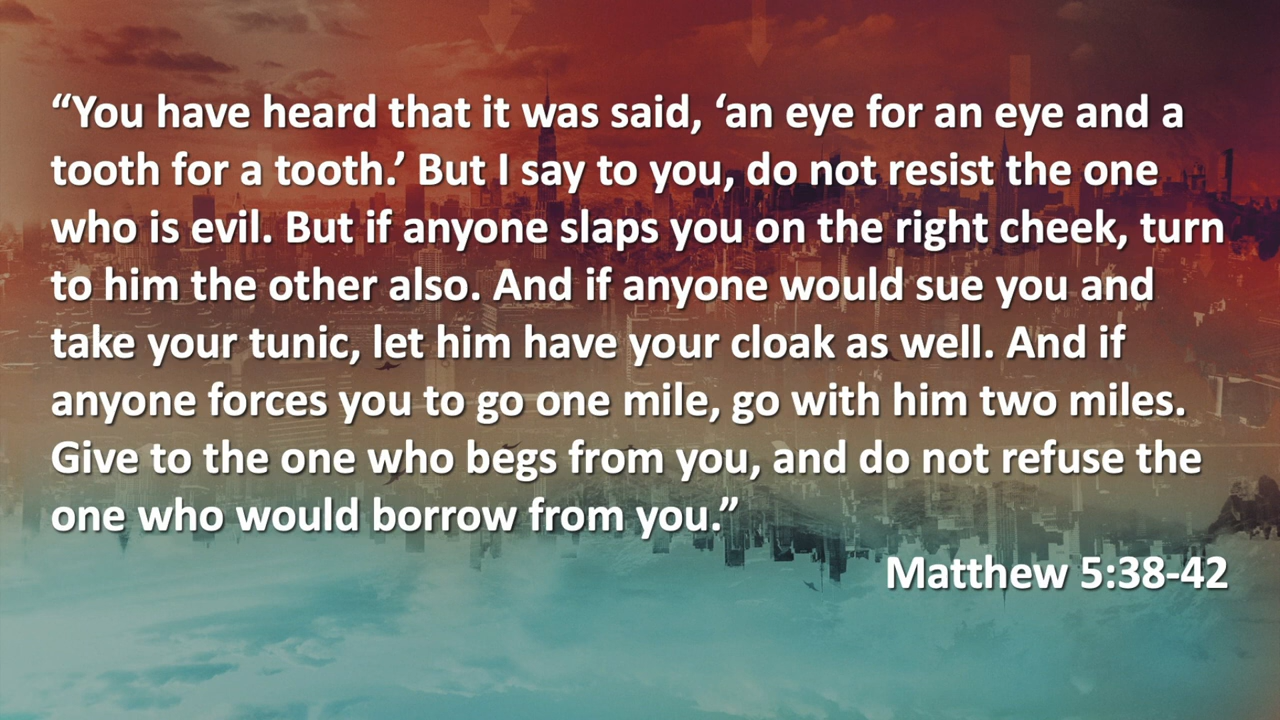 “You have heard that it was said, ‘an eye for an eye and a
tooth for a tooth.’ But I say to you, do not resist the one
who is evil. But if anyone slaps you on the right cheek, turn
to him the other also. And if anyone would sue you and
take your tunic, let him have your cloak as well. And if
anyone forces you to go one mile, go with him two miles.
Give to the one who begs from you, and do not refuse the
one who would borrow from you.”
Matthew 5:38-42